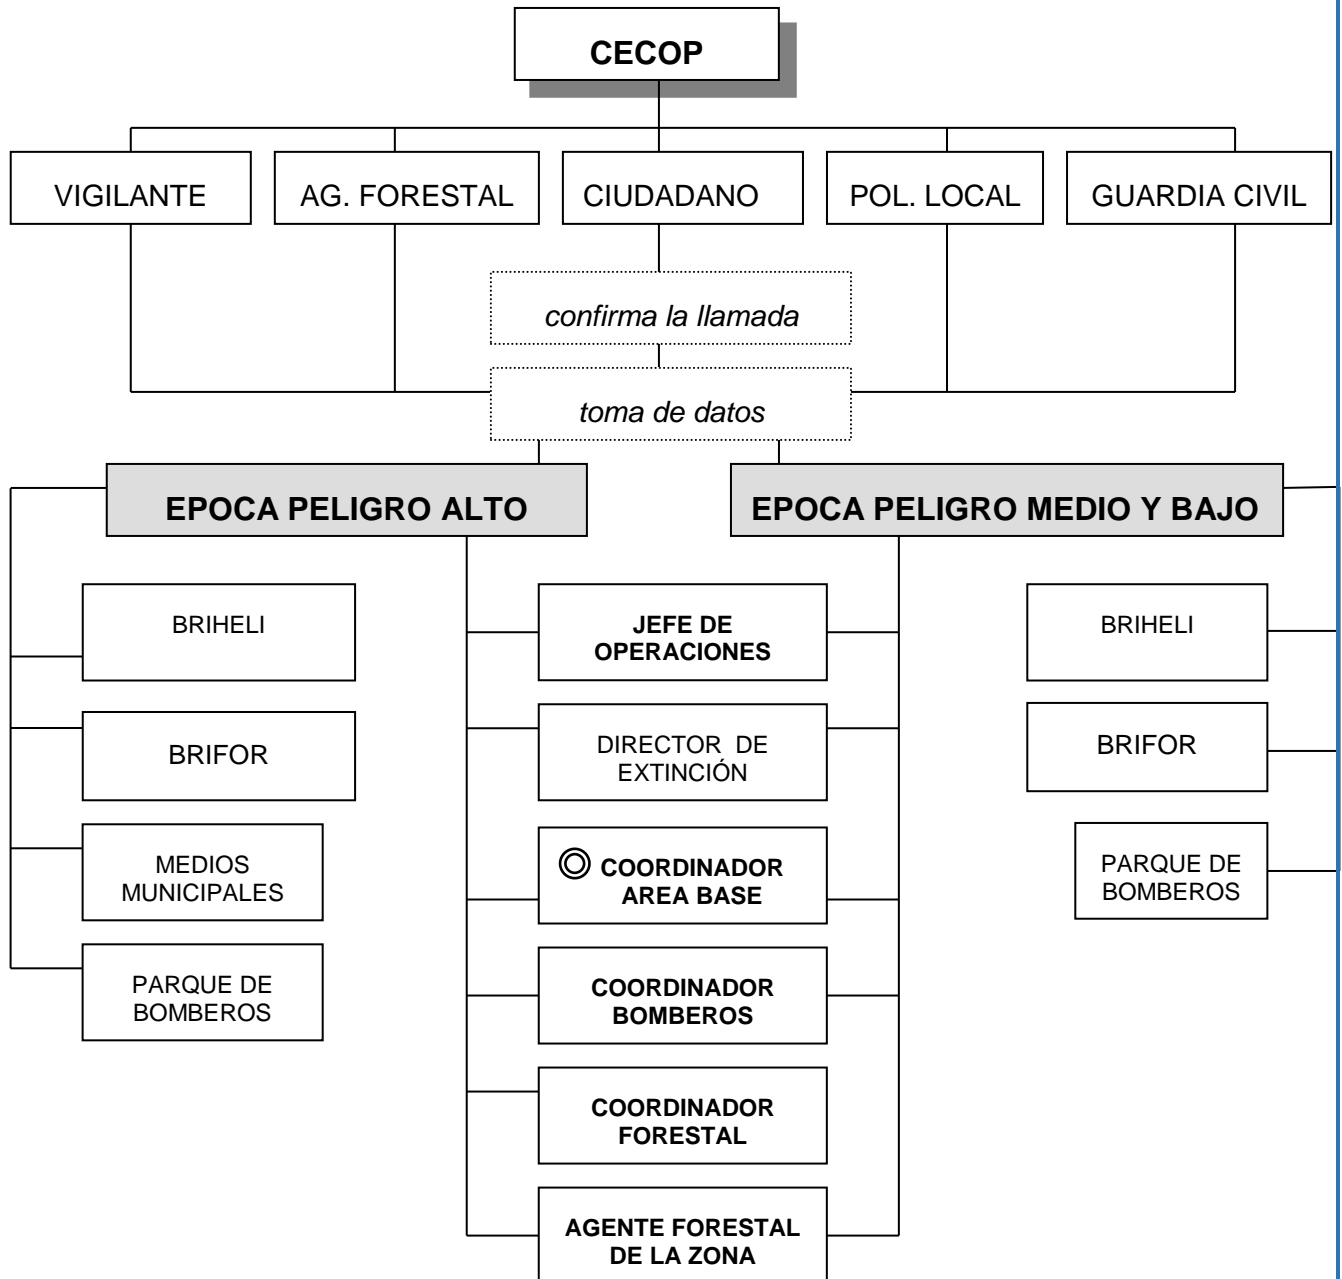 CECOP
VIGILANTE
AG. FORESTAL
CIUDADANO
POL. LOCAL
GUARDIA CIVIL
confirma la llamada
toma de datos
EPOCA PELIGRO ALTO
EPOCA PELIGRO MEDIO Y BAJO
BRIHELI
BRIFOR
MEDIOS
MUNICIPALES
PARQUE DE
BOMBEROS
JEFE DE
OPERACIONES
DIRECTOR DE
EXTINCIÓN
COORDINADOR
AREA BASE
COORDINADOR
BOMBEROS
COORDINADOR
FORESTAL
AGENTE FORESTAL
DE LA ZONA
BRIHELI
BRIFOR
PARQUE DE
BOMBEROS